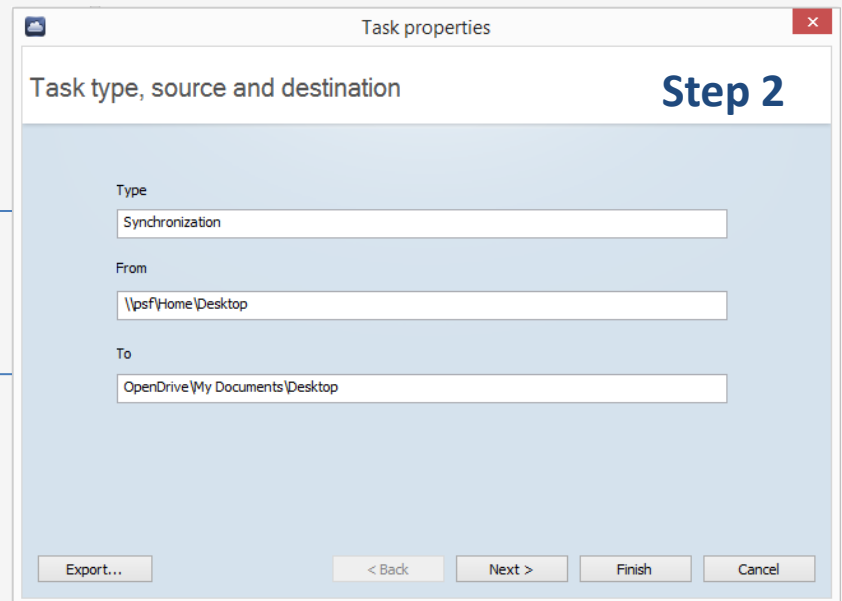 Task properties
Task type, source and destination
Step 2
Type
Synchronization
From
\\psf\Home\Desktop
To
OpenDrive\My Documents\Desktop
Export... < Back Next > Finish Cancel